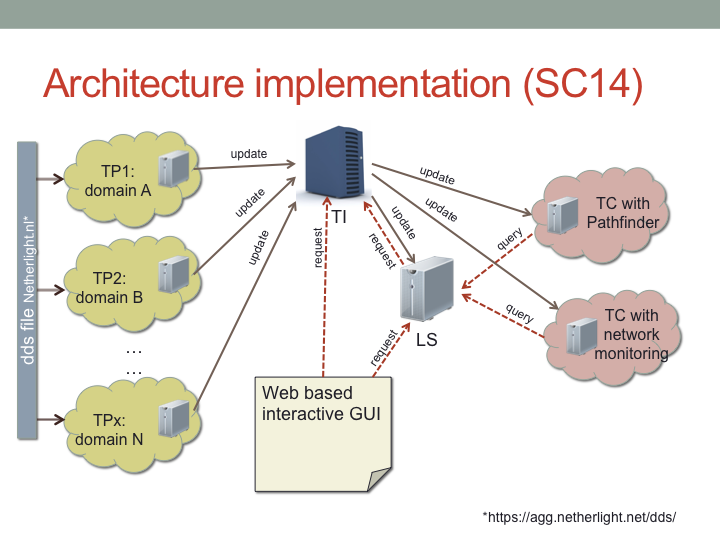 Architecture implementation (SC14)
dds file Netherlight.nl*
TP1:
domain A
TP2:
domain B
…
…
TPx:
domain N
update
update
update
TI
request
update
request
update
update
LS
request
query
query
TC with
Pathfinder
TC with
network
monitoring
Web based
interactive GUI
*https://agg.netherlight.net/dds/